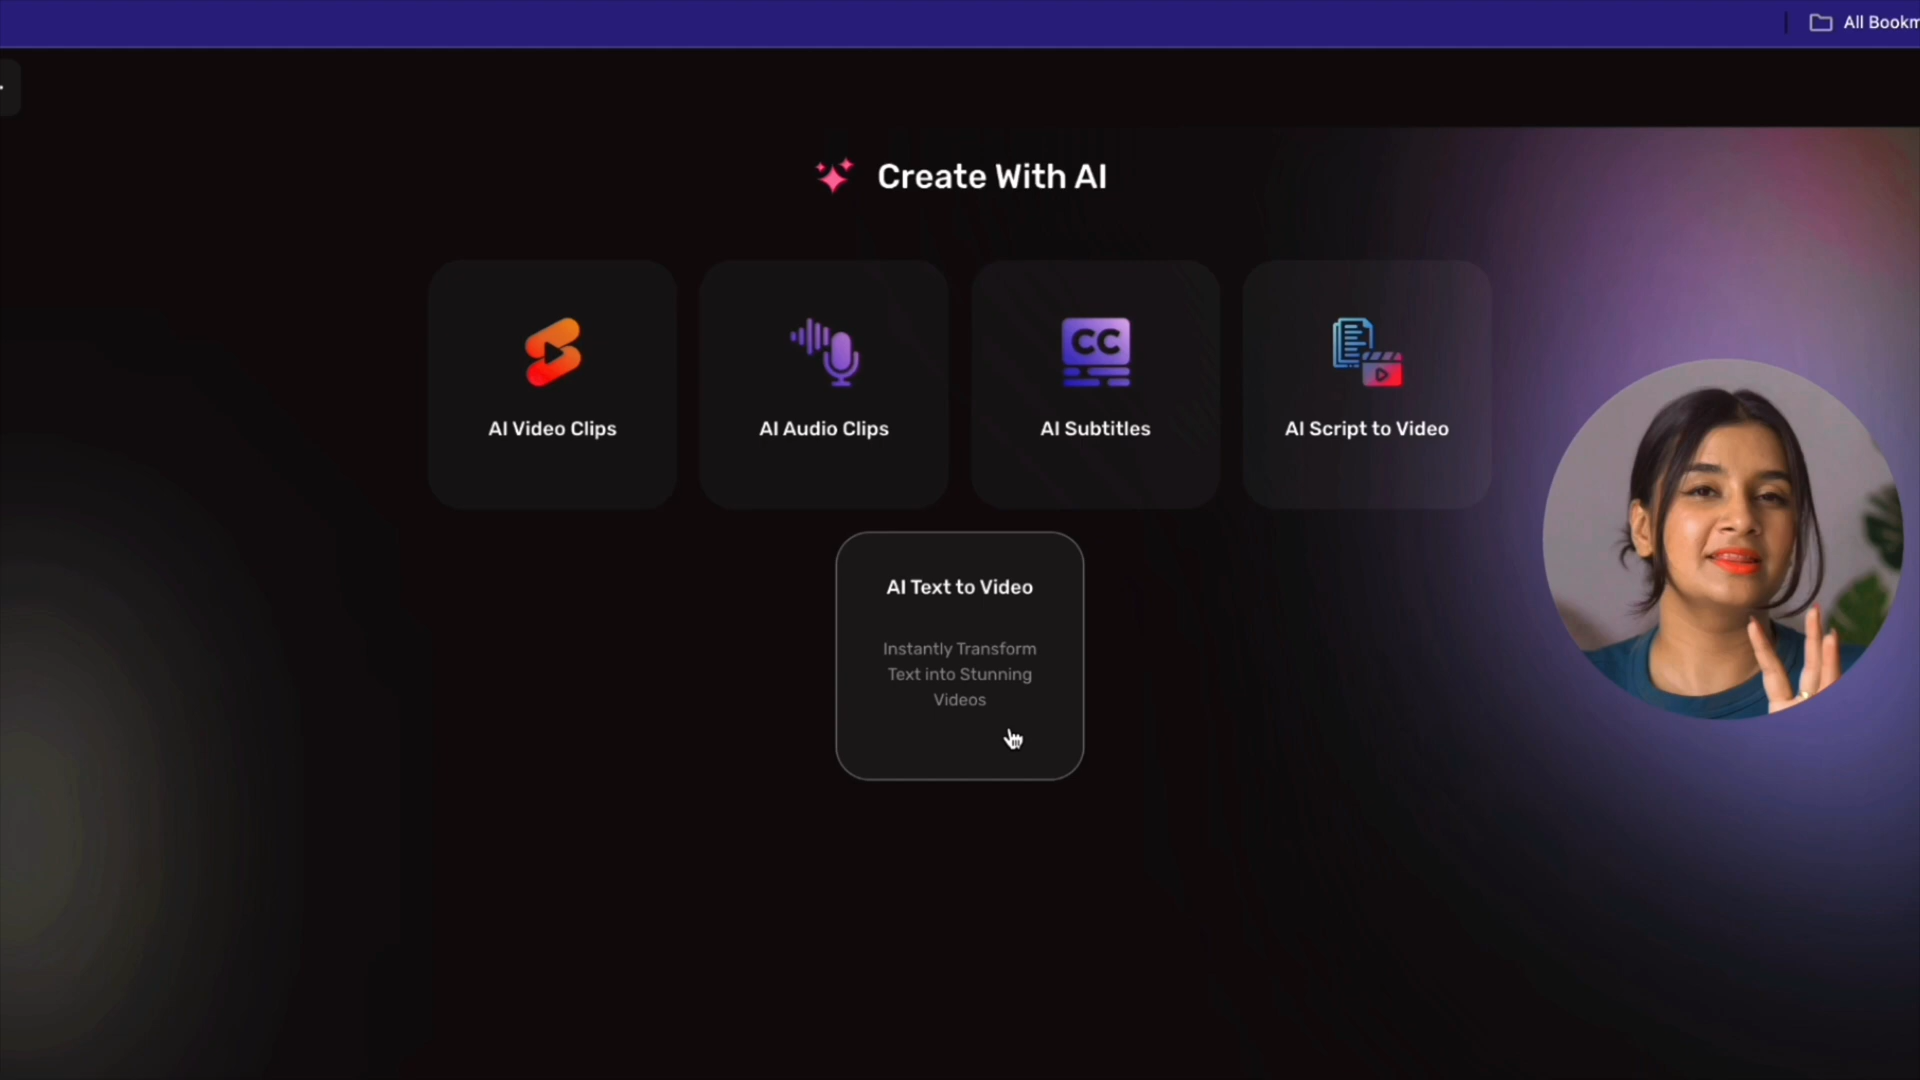 All Bookm
Create With AI
AI Video Clips
AI Audio Clips
CC
AI Subtitles
AI Script to Video
AI Text to Video
Instantly Transform
Text into Stunning
Videos